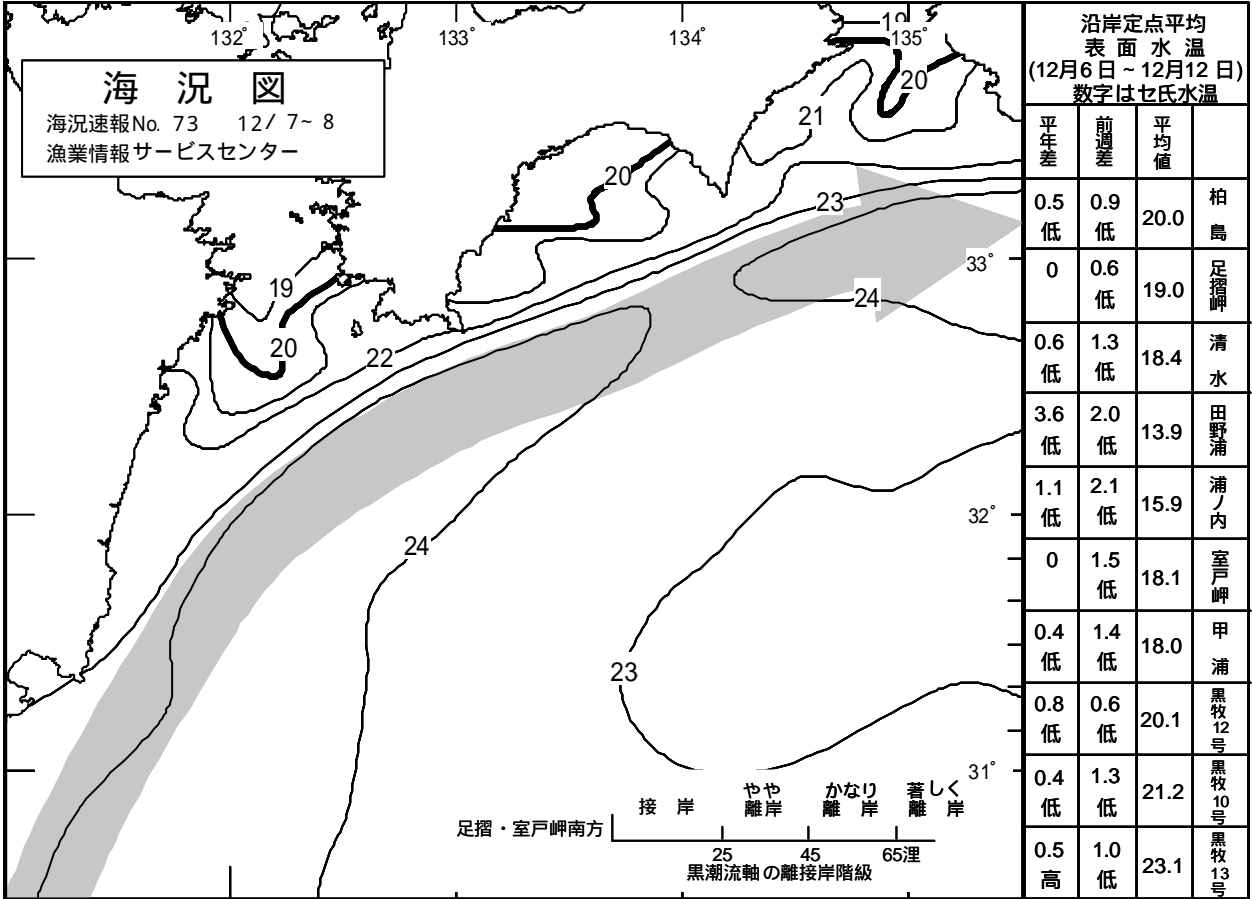 海況図
海況速報No. 73 12/ 7~ 8
漁業情報サービスセンター
132°
133°
134°
135°
19
20
21
20
23
33°
24
19
20
22
24
32°
23
31°
接岸
やや離岸
かなり離岸
著しく離岸
足摺・室戸岬南方
25 45 65浬
黒潮流軸の離接岸階級
沿岸定点平均
表面水温
(12月6日~12月12日)
数字はセ氏水温
平年差 前週差 平均値
0.5低 0.9低 20.0 柏島
0 0.6低 19.0 足摺岬
0.6低 1.3低 18.4 清水
3.6低 2.0低 13.9 田野浦
1.1低 2.1低 15.9 浦ノ内
0 1.5低 18.1 室戸岬
0.4低 1.4低 18.0 甲浦
0.8低 0.6低 20.1 黒牧12号
0.4低 1.3低 21.2 黒牧10号
0.5高 1.0低 23.1 黒牧13号